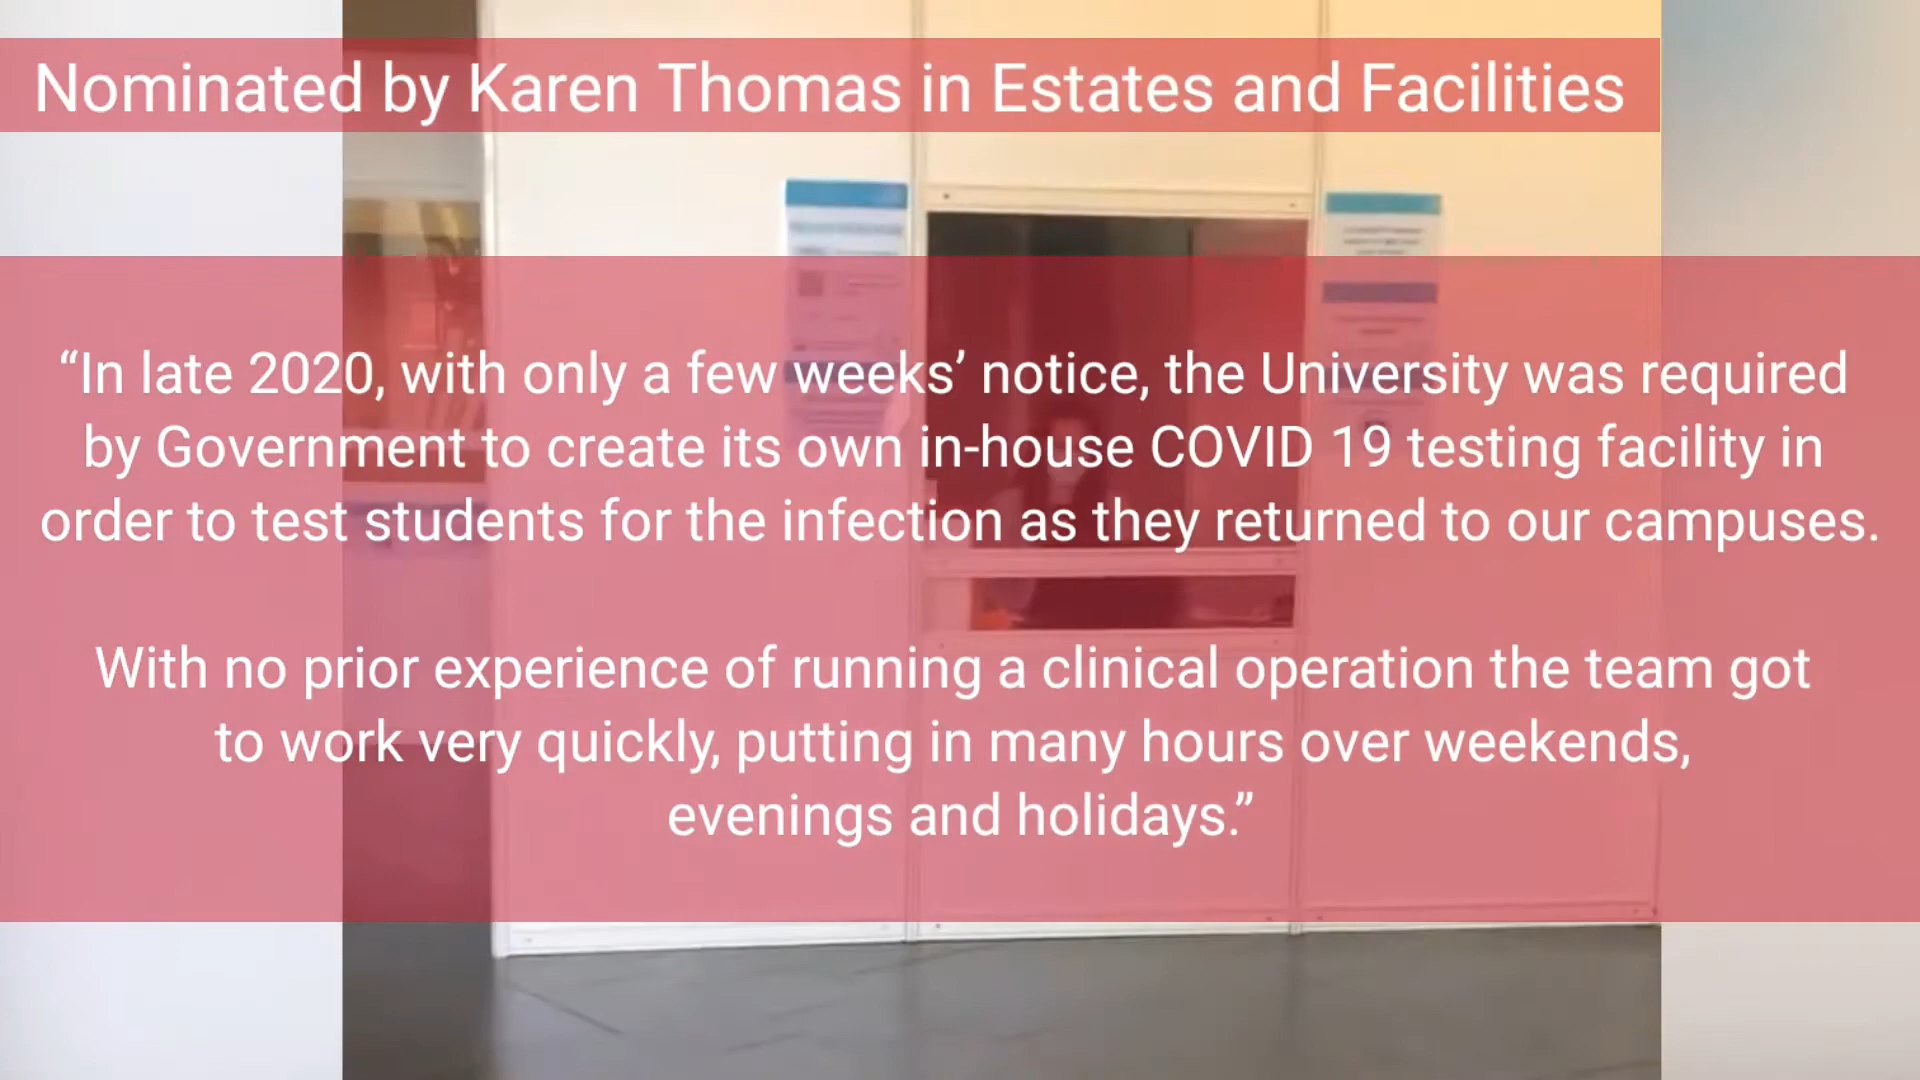 Nominated by Karen Thomas in Estates and Facilities
“In late 2020, with only a few weeks’ notice, the University was required
by Government to create its own in-house COVID 19 testing facility in
order to test students for the infection as they returned to our campuses.
With no prior experience of running a clinical operation the team got
to work very quickly, putting in many hours over weekends,
evenings and holidays.”